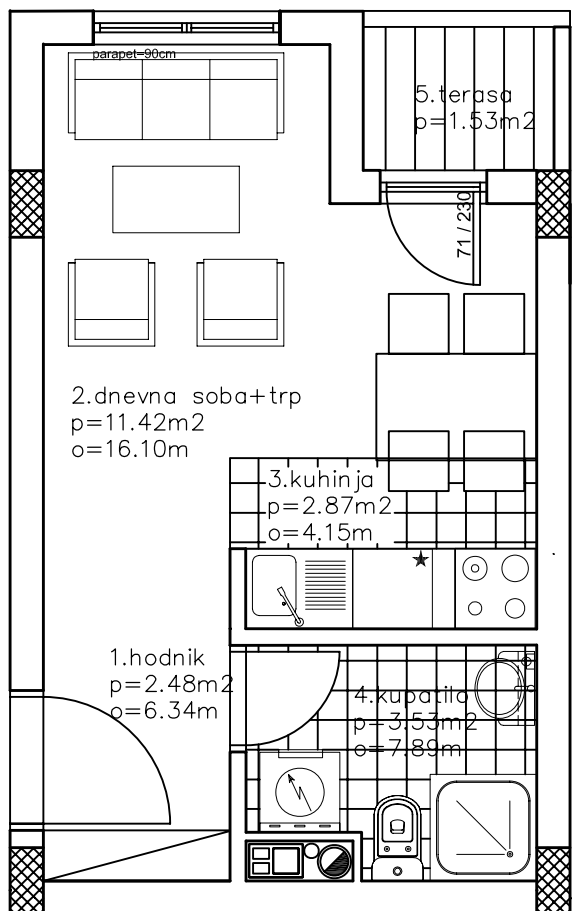 parapet=90cm
5.terasa
p=1.53m2
71 / 230
2.dnevna soba+trp
p=11.42m2
o=16.10m
3.kuhinja
p=2.87m2
o=4.15m
1.hodnik
p=2.48m2
o=6.34m
4.kupatilo
p=3.53m2
o=7.89m